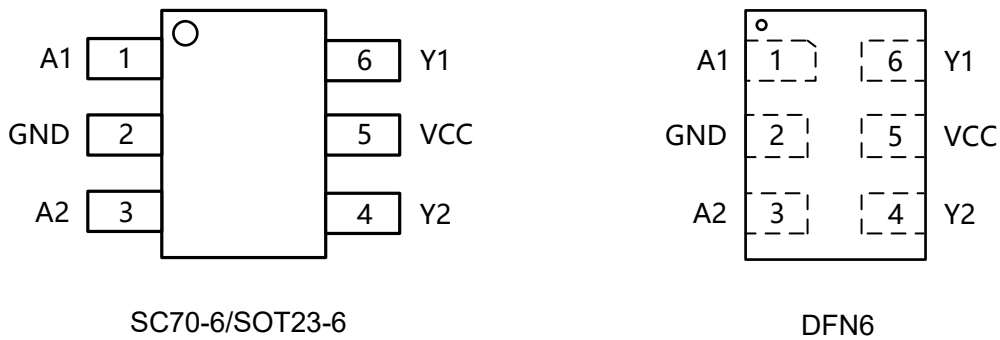 A1 1 6 Y1
GND 2 5 VCC
A2 3 4 Y2
SC70-6/SOT23-6
A1 1 6 Y1
GND 2 5 VCC
A2 3 4 Y2
DFN6